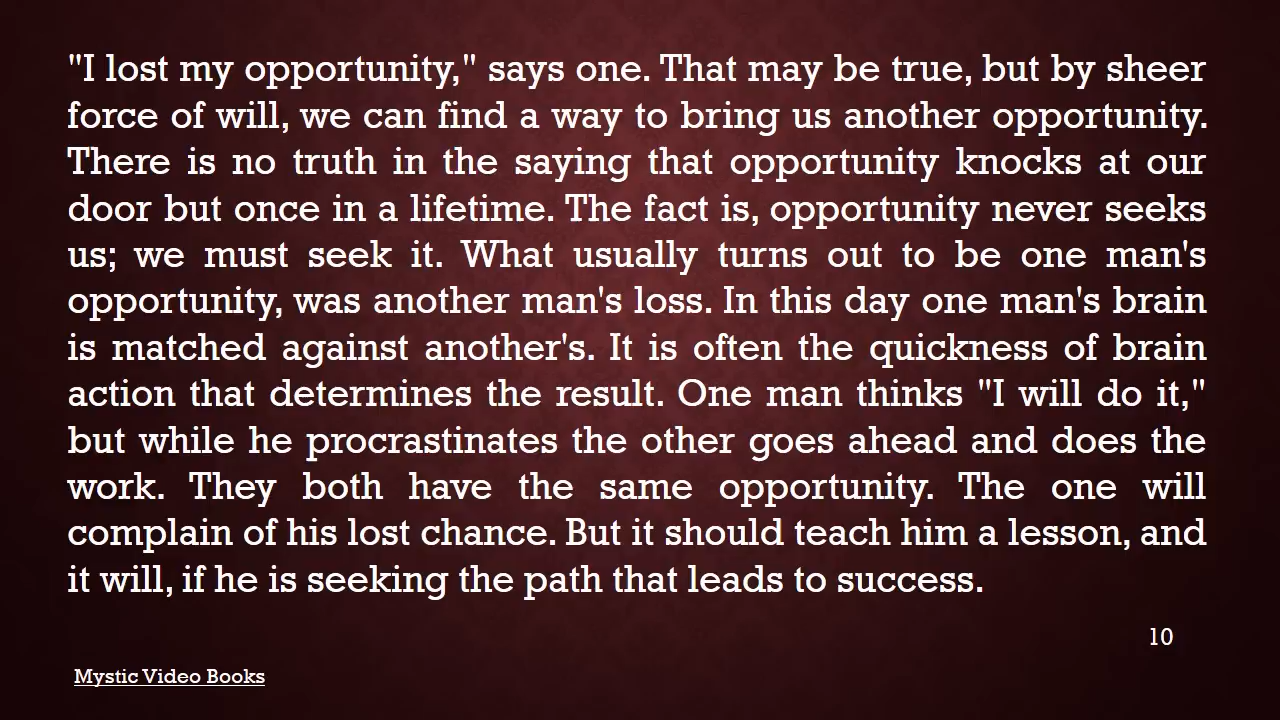 "I lost my opportunity," says one. That may be true, but by sheer
force of will, we can find a way to bring us another opportunity.
There is no truth in the saying that opportunity knocks at our
door but once in a lifetime. The fact is, opportunity never seeks
us; we must seek it. What usually turns out to be one man's
opportunity, was another man's loss. In this day one man's brain
is matched against another's. It is often the quickness of brain
action that determines the result. One man thinks "I will do it,"
but while he procrastinates the other goes ahead and does the
work. They both have the same opportunity. The one will
complain of his lost chance. But it should teach him a lesson, and
it will, if he is seeking the path that leads to success.
10
Mystic Video Books